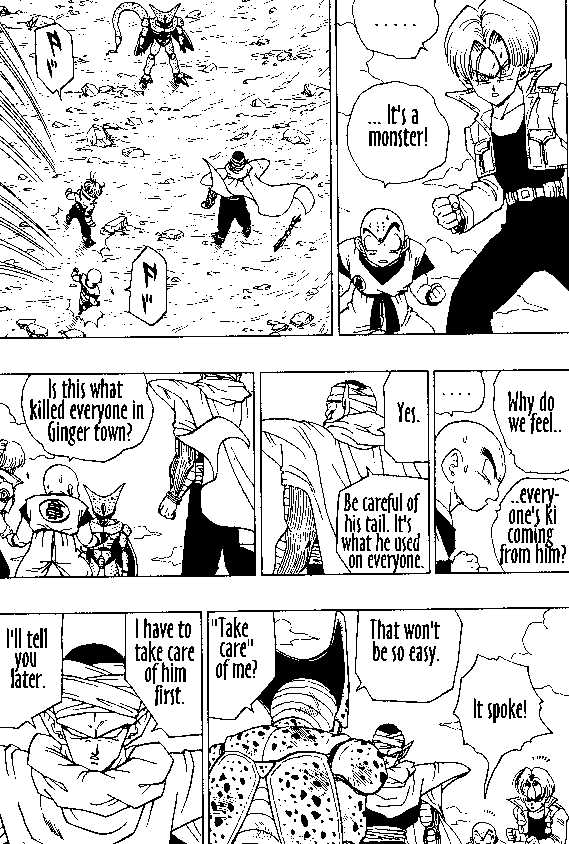 .....
... It's a
monster!
Is this what
killed everyone in
Ginger town?
Yes.
Be careful of
his tail. It's
what he used
on everyone.
....
Why do
we feel..
..every-
one's ki
coming
from him?
I'll tell
you
later.
I have to
take care
of him
first.
"Take
care"
of me?
That won't
be so easy.
It spoke!